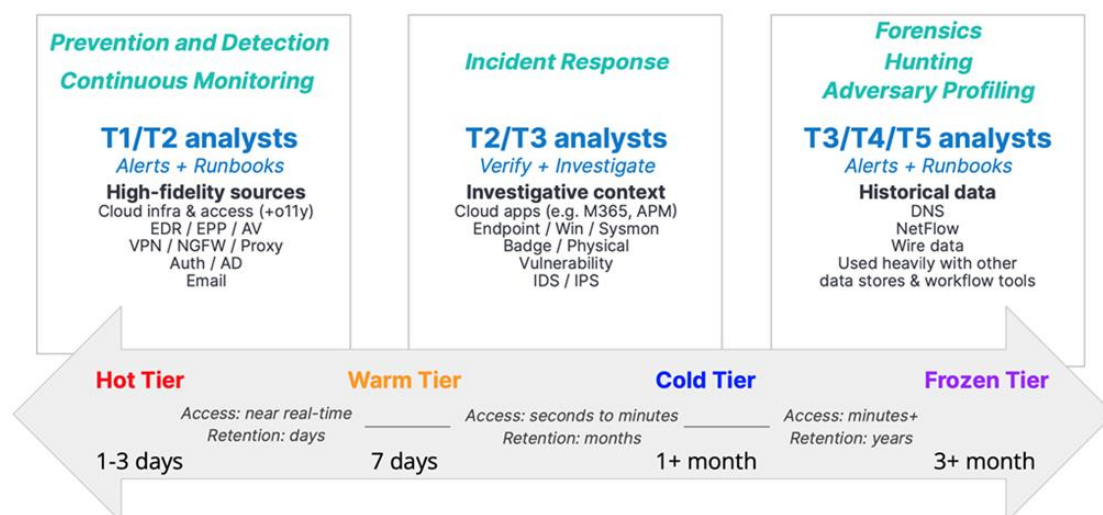 Prevention and Detection
Continuous Monitoring
T1/T2 analysts
Alerts + Runbooks
High-fidelity sources
Cloud infra & access (+o11y)
EDR / EPP / AV
VPN / NGFW / Proxy
Auth / AD
Email
Incident Response
T2/T3 analysts
Verify + Investigate
Investigative context
Cloud apps (e.g. M365, APM)
Endpoint / Win / Sysmon
Badge / Physical
Vulnerability
IDS / IPS
Forensics
Hunting
Adversary Profiling
T3/T4/T5 analysts
Alerts + Runbooks
Historical data
DNS
NetFlow
Wire data
Used heavily with other
data stores & workflow tools
Hot Tier
Warm Tier
Cold Tier
Frozen Tier
Access: near real-time
Retention: days
Access: seconds to minutes
Retention: months
Access: minutes+
Retention: years
1-3 days
7 days
1+ month
3+ month